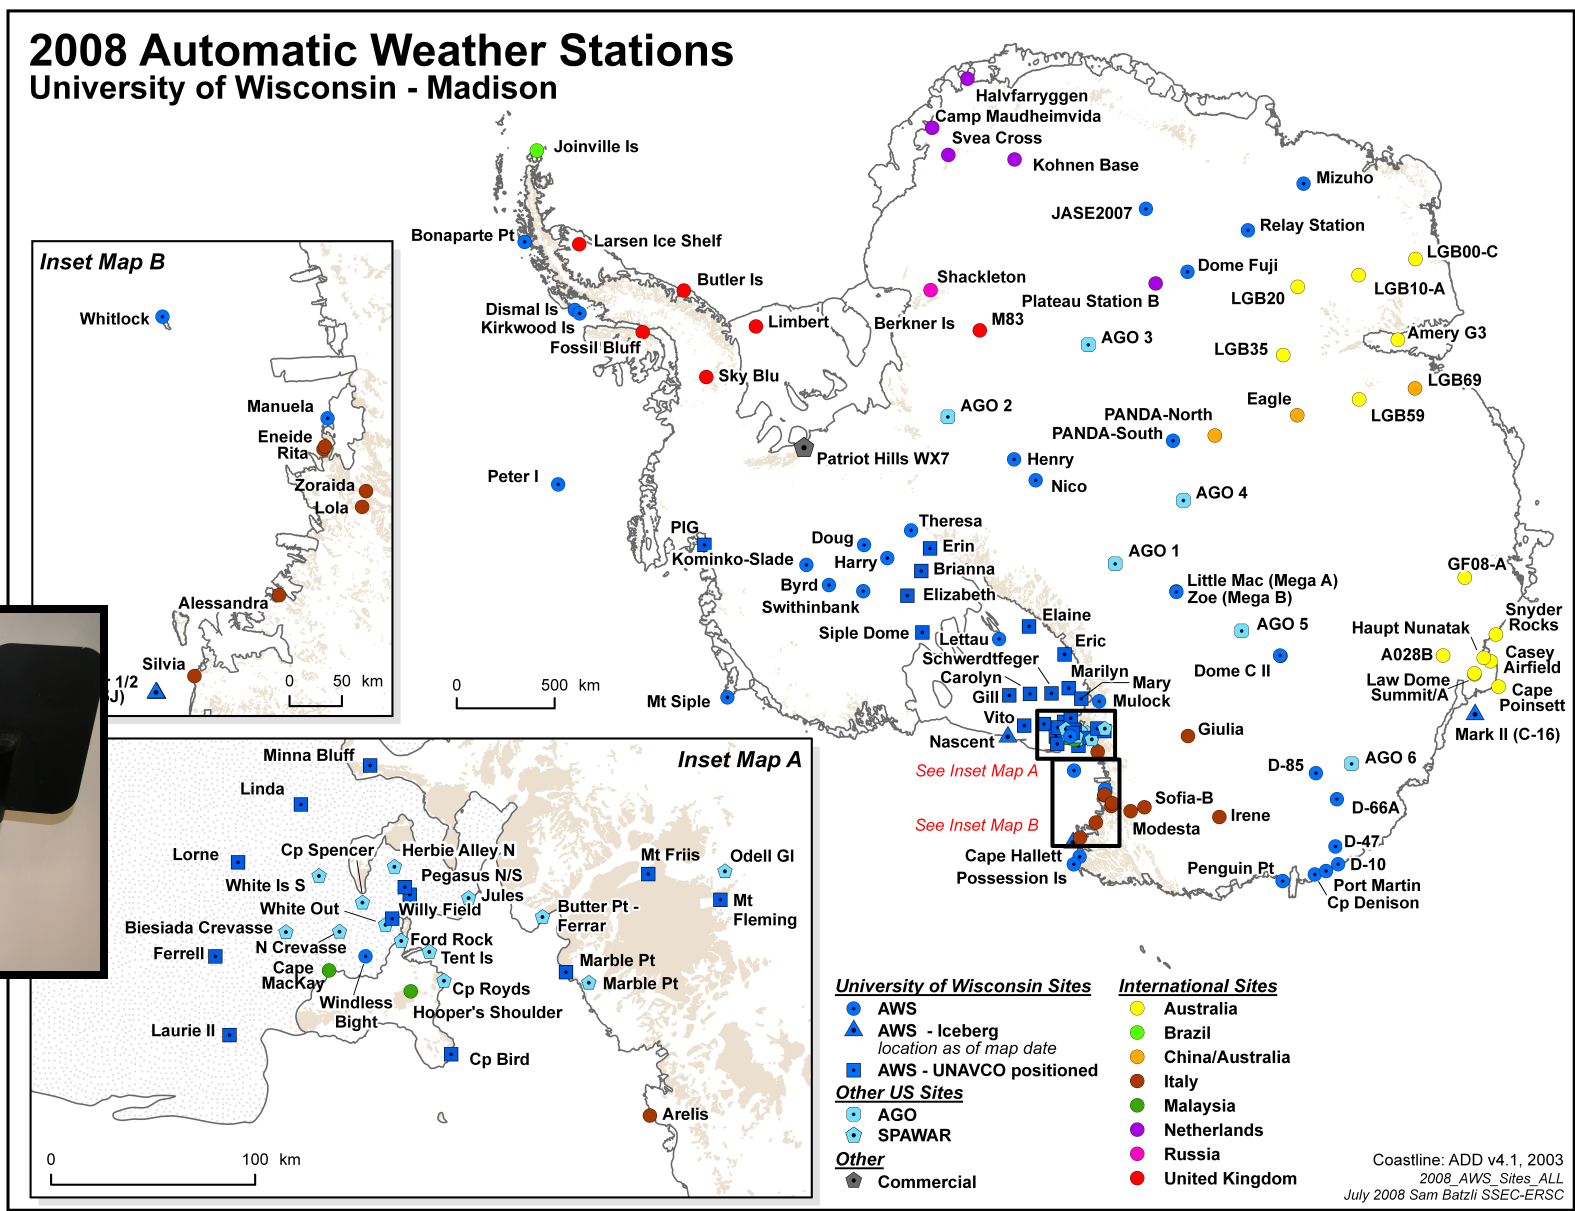 2008 Automatic Weather Stations
University of Wisconsin - Madison
Halvfarryggen
Camp Maudheimvida
Svea Cross
Kohnen Base
Joinville Is
Mizuho
JASE2007
Relay Station
Bonaparte Pt
Larsen Ice Shelf
LGB00-C
Dome Fuji
Butler Is
Shackleton
LGB10-A
Plateau Station B
LGB20
Dismal Is
Kirkwood Is
Limbert
Berkner Is
M83
Fossil Bluff
AGO 3
Amery G3
LGB35
Sky Blu
LGB69
Eagle
AGO 2
PANDA-North
LGB59
PANDA-South
Patriot Hills WX7
Henry
Peter I
Nico
AGO 4
Theresa
PIG
Doug
Erin
Kominko-Slade
Harry
AGO 1
Brianna
GF08-A
Byrd
Little Mac (Mega A)
Elizabeth
Zoe (Mega B)
Swithinbank
Snyder
Rocks
Elaine
AGO 5
Haupt Nunatak
Siple Dome
Lettau
Eric
A028B
Casey
Airfield
Schwerdtfeger
Dome C II
Carolyn
Marilyn
Law Dome
Summit/A
Mary
Gill
Cape
Poinsett
Mt Siple
Mulock
Vito
Nascent
Giulia
Mark II (C-16)
See Inset Map A
D-85
AGO 6
Sofia-B
D-66A
See Inset Map B
Irene
Modesta
D-47
Cape Hallett
D-10
Possession Is
Penguin Pt
Port Martin
Cp Denison
0 500 km
Inset Map B
Whitlock
Manuela
Eneide
Rita
Zoraida
Lola
Alessandra
Silvia
1/2
J)
0 50 km
Inset Map A
Minna Bluff
Linda
Cp Spencer
Herbie Alley N
Lorne
Mt Friis
Odell Gl
White Is S
Pegasus N/S
Jules
White Out
Willy Field
Butter Pt -
Ferrar
Mt
Fleming
Biesiada Crevasse
N Crevasse
Ford Rock
Ferrell
Tent Is
Marble Pt
Cape
MacKay
Marble Pt
Cp Royds
Windless
Bight
Hooper's Shoulder
Laurie II
Cp Bird
Arelis
0 100 km
University of Wisconsin Sites
AWS
AWS - Iceberg
location as of map date
AWS - UNAVCO positioned
Other US Sites
AGO
SPAWAR
Other
Commercial
International Sites
Australia
Brazil
China/Australia
Italy
Malaysia
Netherlands
Russia
United Kingdom
Coastline: ADD v4.1, 2003
2008_AWS_Sites_ALL
July 2008 Sam Batzli SSEC-ERSC